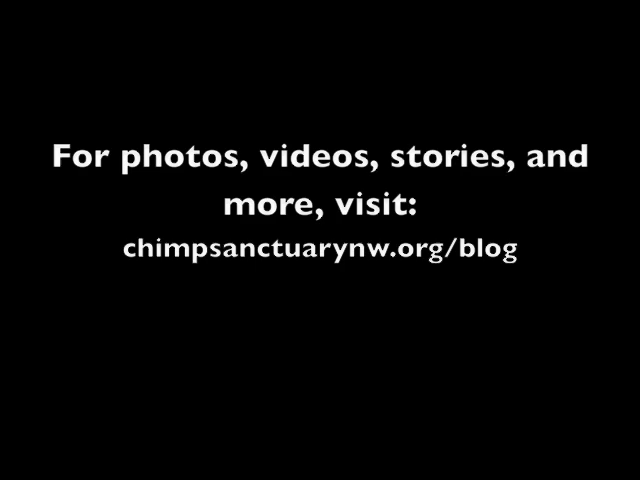 For photos, videos, stories, and
more, visit:
chimpsanctuarynw.org/blog